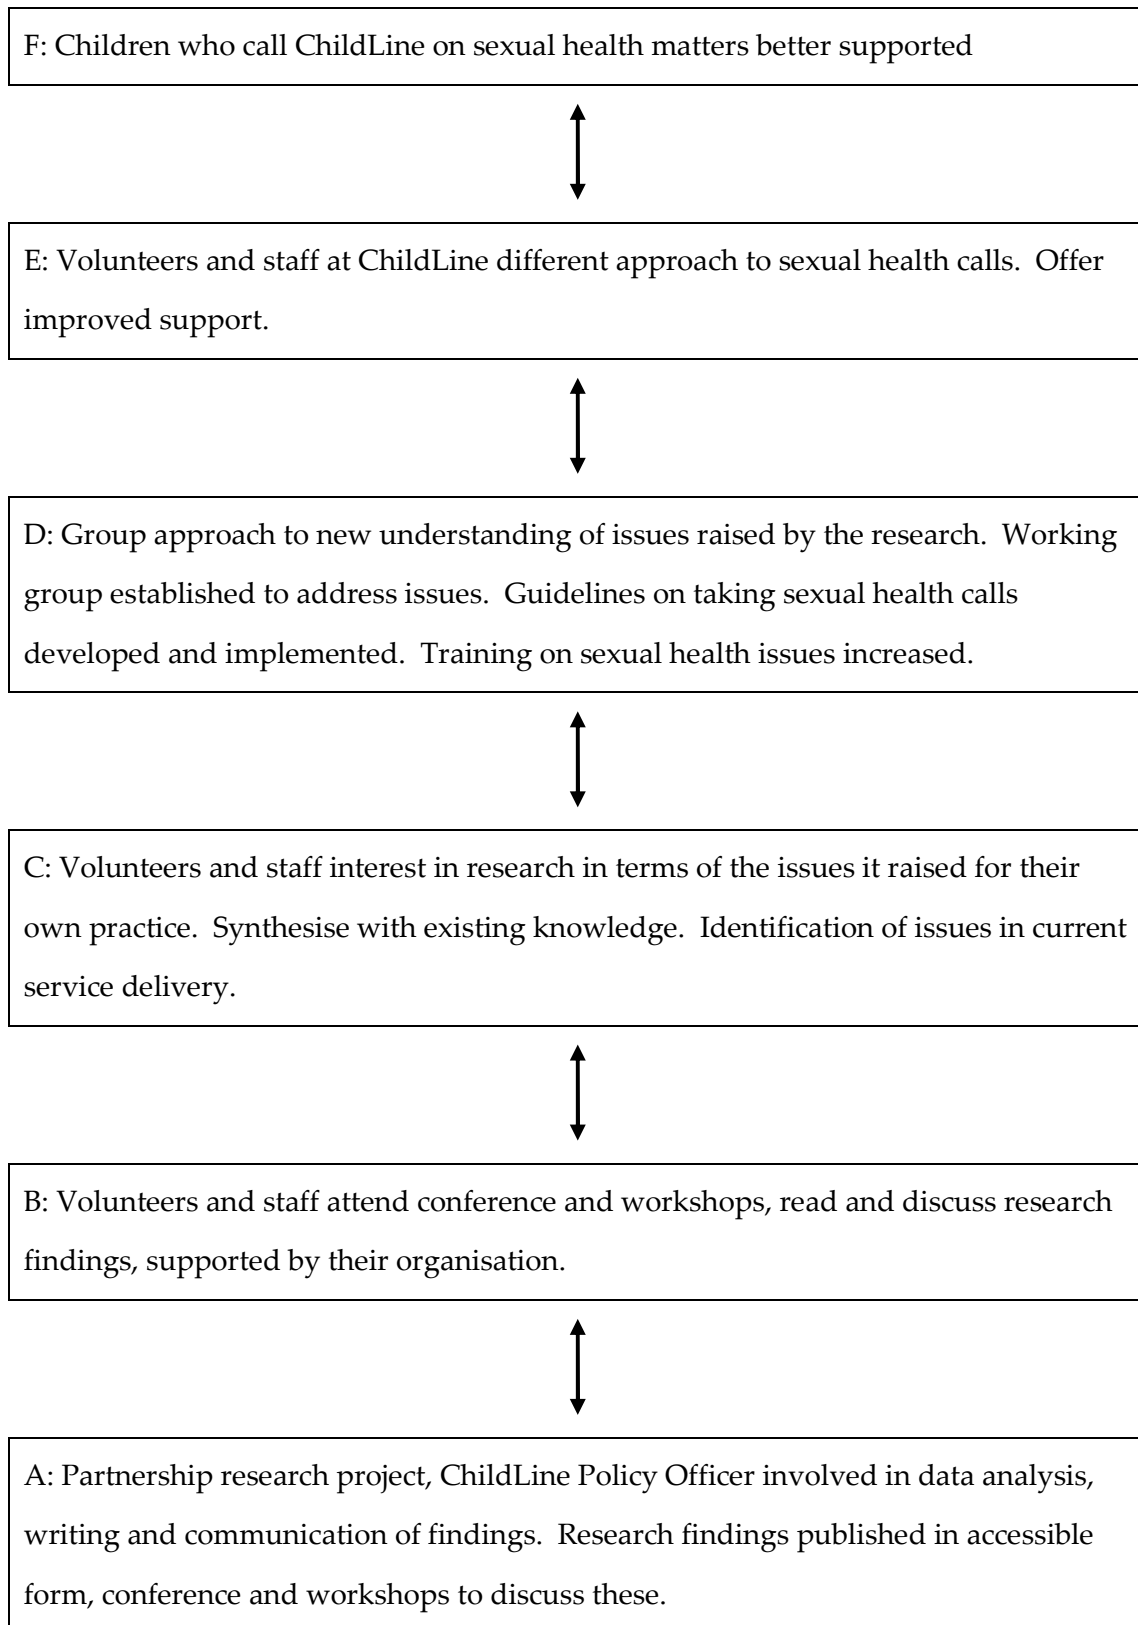 F: Children who call ChildLine on sexual health matters better supported
E: Volunteers and staff at ChildLine different approach to sexual health calls.  Offer
improved support.
D: Group approach to new understanding of issues raised by the research.  Working
group established to address issues.  Guidelines on taking sexual health calls
developed and implemented.  Training on sexual health issues increased.
C: Volunteers and staff interest in research in terms of the issues it raised for their
own practice.  Synthesise with existing knowledge.  Identification of issues in current
service delivery.
B: Volunteers and staff attend conference and workshops, read and discuss research
findings, supported by their organisation.
A: Partnership research project, ChildLine Policy Officer involved in data analysis,
writing and communication of findings.  Research findings published in accessible
form, conference and workshops to discuss these.